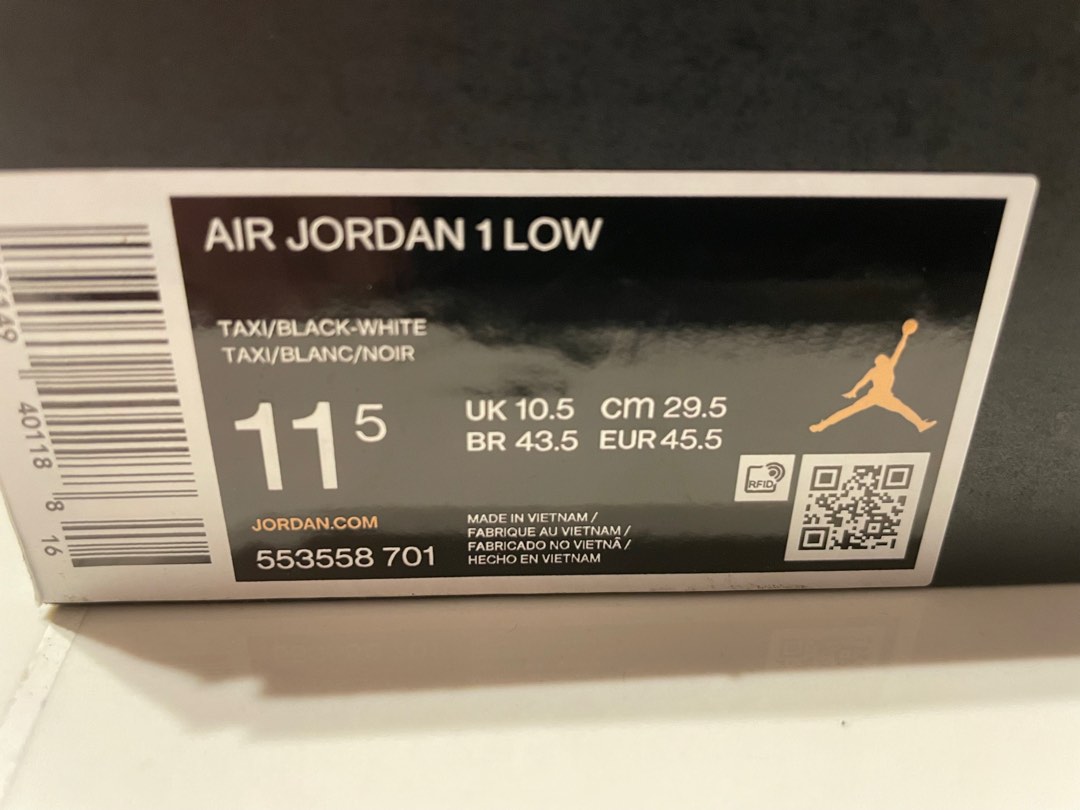 AIR JORDAN 1 LOW
TAXI/BLACK-WHITE
TAXI/BLANC/NOIR
11 5
UK 10.5 cm 29.5
BR 43.5 EUR 45.5
RFID
JORDAN.COM
553558 701
MADE IN VIETNAM /
FABRIQUE AU VIETNAM /
FABRICADO NO VIETNÃ /
HECHO EN VIETNAM
40118 8 16